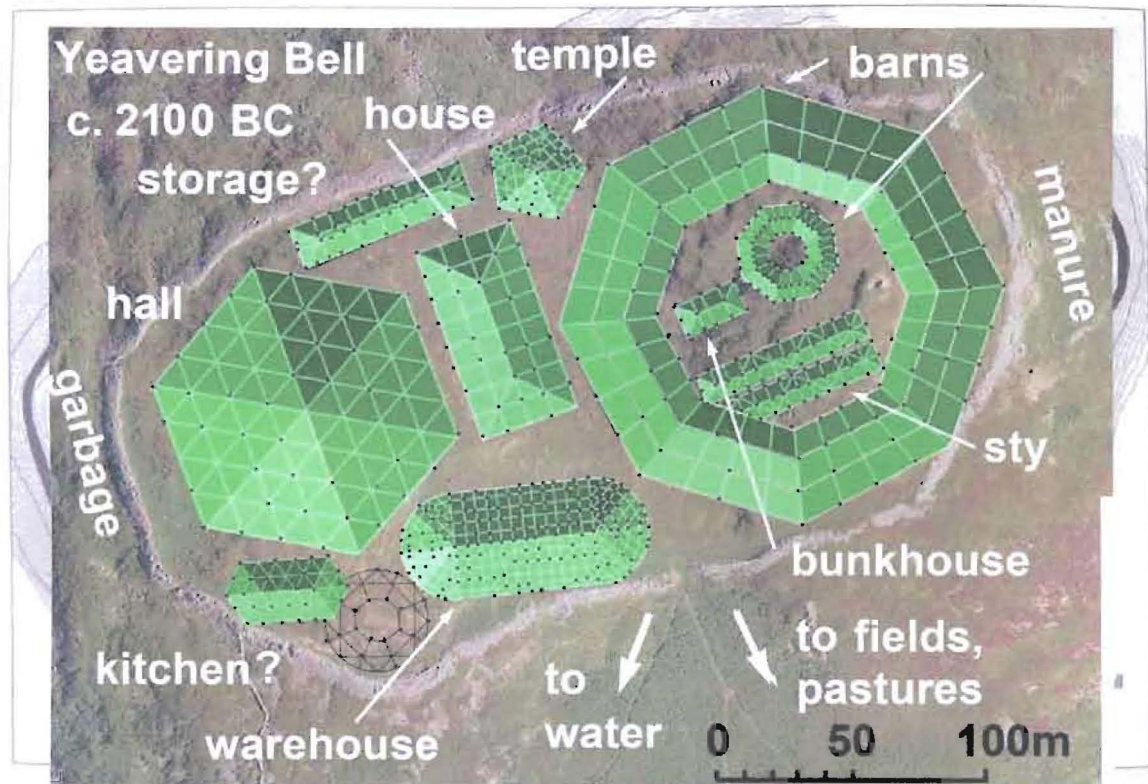 Yeavering Bell
c. 2100 BC
temple
barns
house
storage?
manure
hall
garbage
sty
bunkhouse
kitchen?
warehouse
to
water
to fields,
pastures
0 50 100m